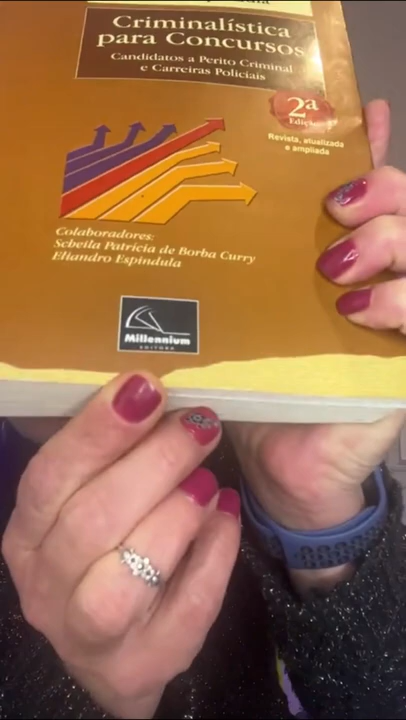 Criminalística
para Concursos
Candidatos a Perito Criminal
e Carreiras Policiais
2ª
Edição
Revista, atualizada
e ampliada
Colaboradores:
Scheila Patrícia de Borba Curry
Eliandro Espindula
Millennium
EDITORA